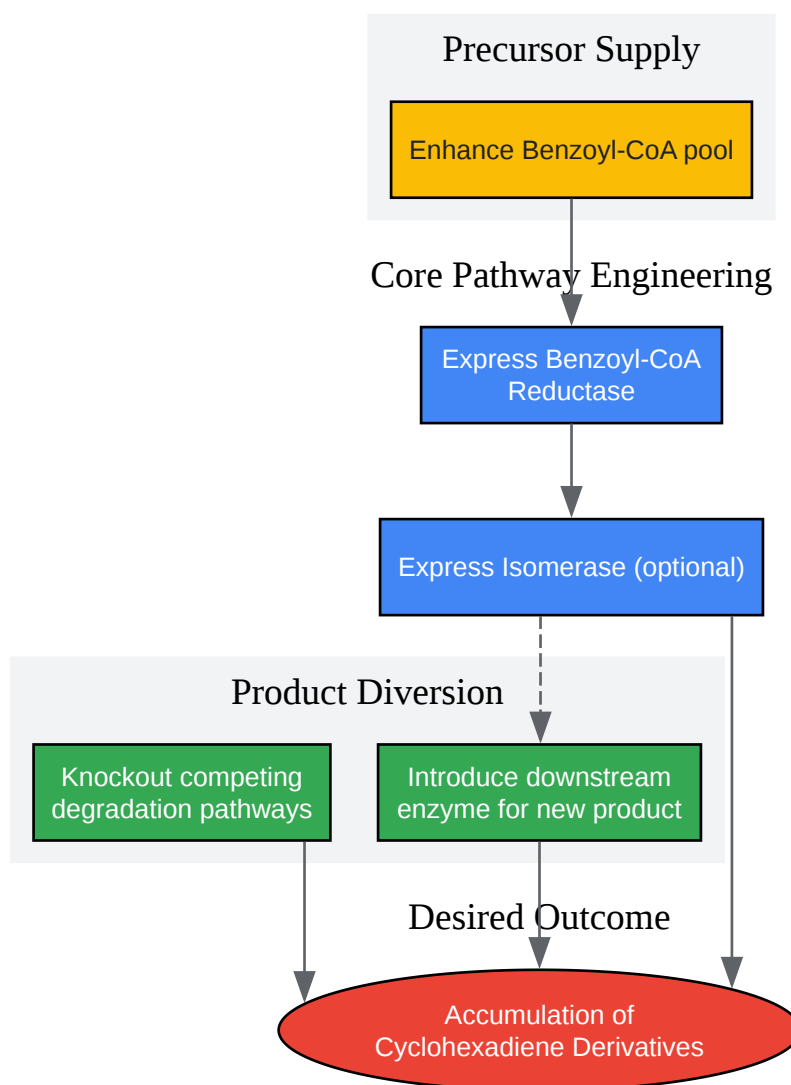 Precursor Supply
Enhance Benzoyl-CoA pool
Core Pathway Engineering
Express Benzoyl-CoA
Reductase
Express Isomerase (optional)
Product Diversion
Knockout competing
degradation pathways
Introduce downstream
enzyme for new product
Desired Outcome
Accumulation of
Cyclohexadiene Derivatives